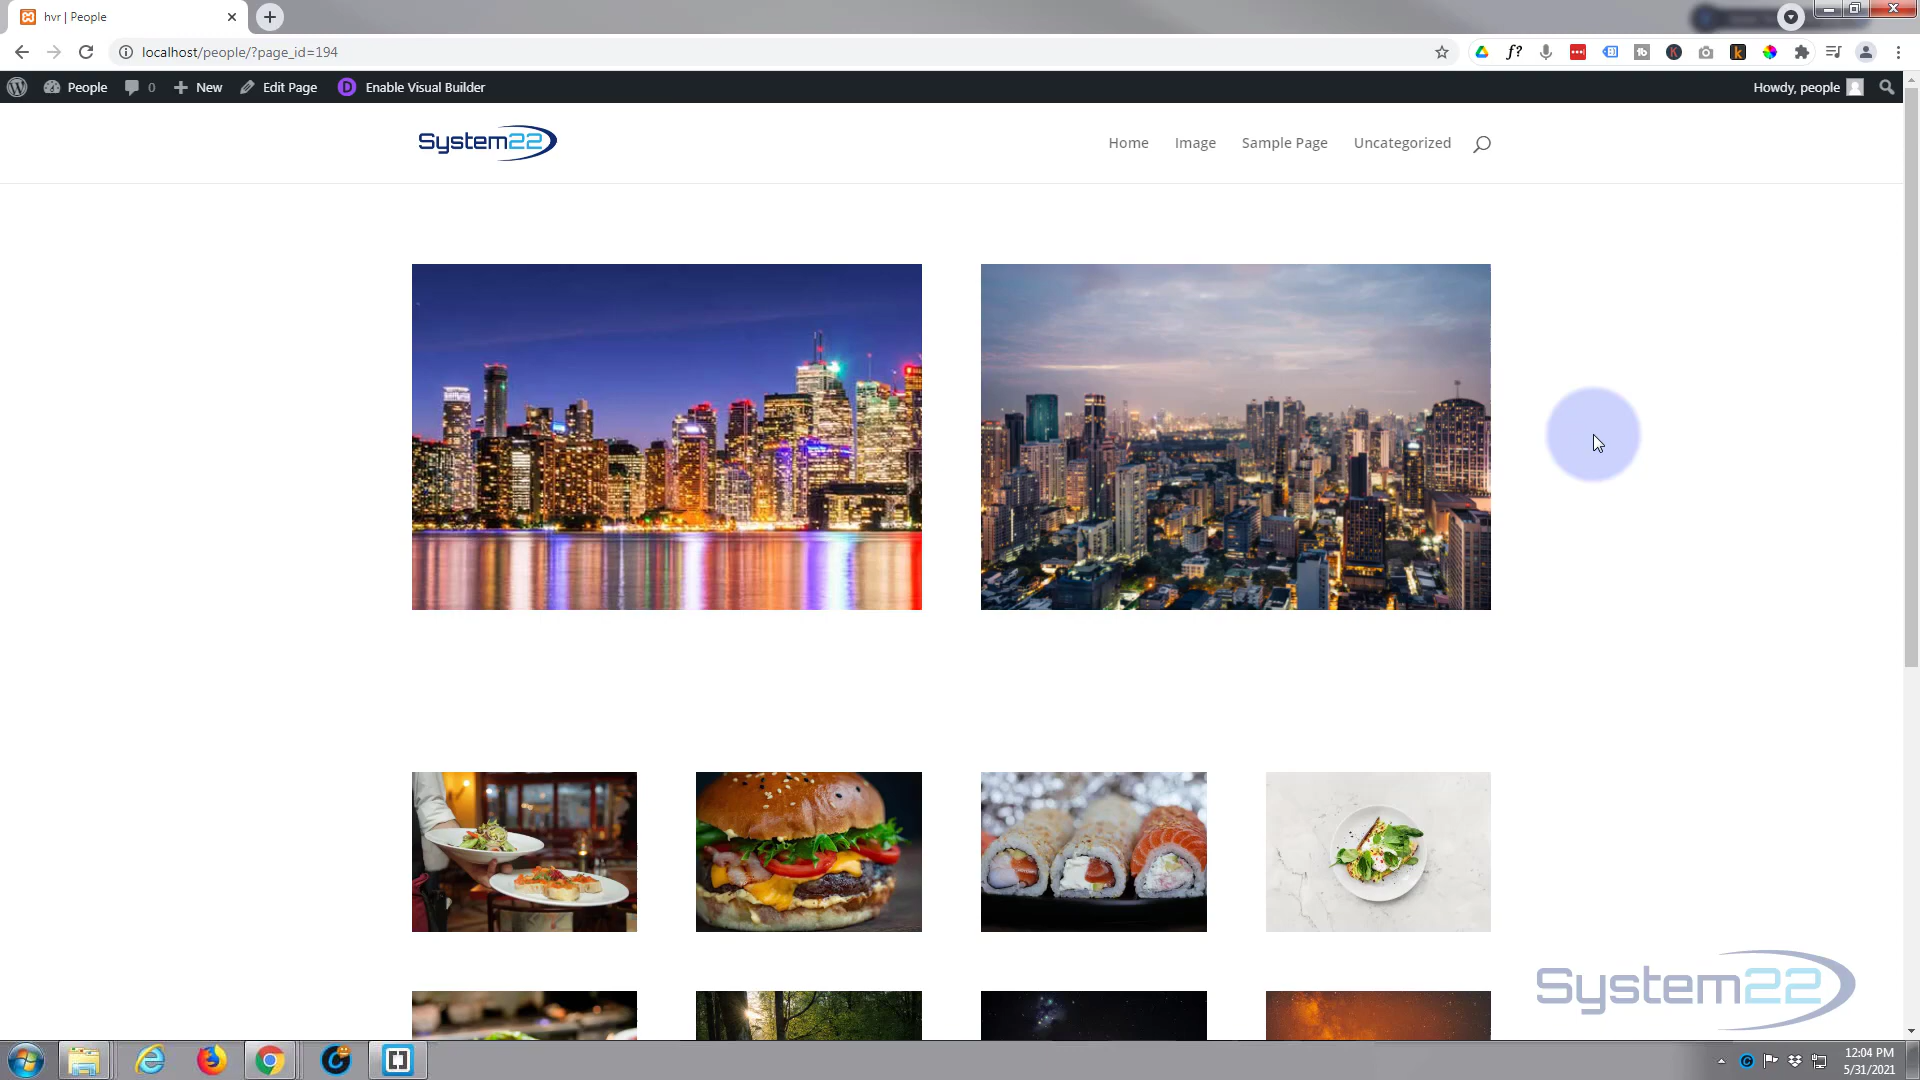 hvr | People
localhost/people/?page_id=194
People 0 New Edit Page D Enable Visual Builder Howdy, people
System22 Home Image Sample Page Uncategorized
System22
12:04 PM
5/31/2021